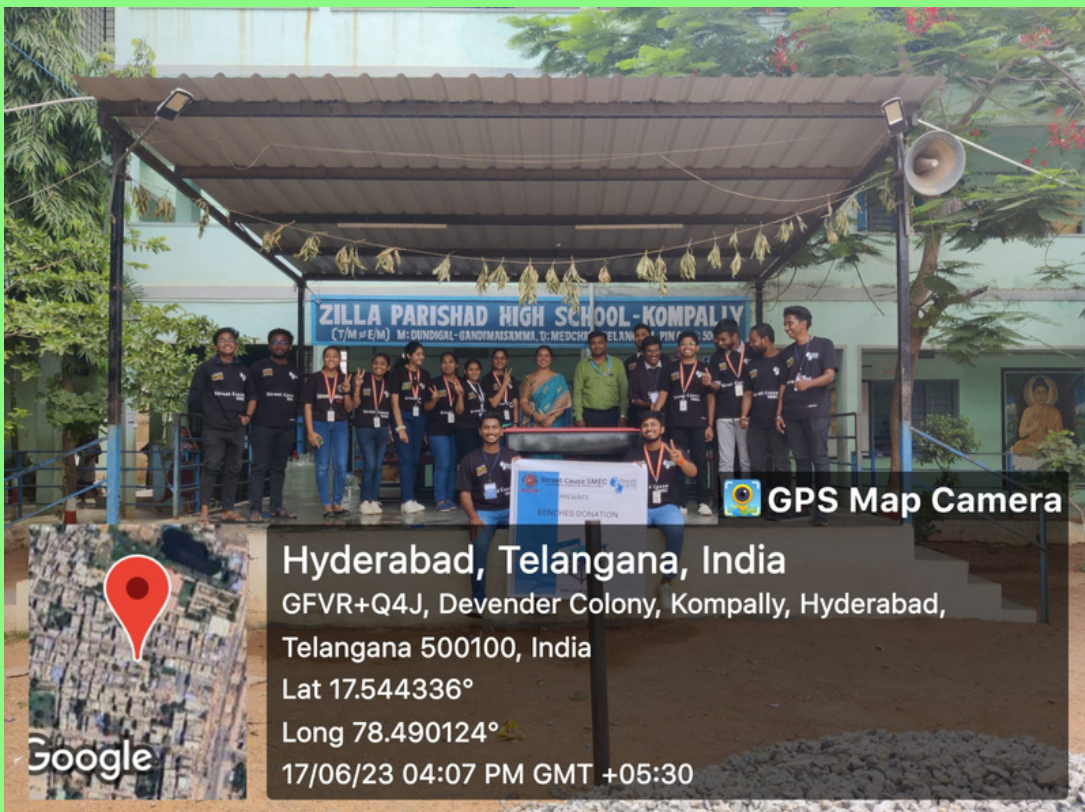 ZILLA PARISHAD HIGH SCHOOL-KOMPALLY
(T/M & E/M) M: DUNDIGAL-GANDIMAISAMMA, D: MEDCHAL TELANGANA PIN
Street Cause SMEC
PRESENTS
BENCHES DONATION
GPS Map Camera
Hyderabad, Telangana, India
GFVR+Q4J, Devender Colony, Kompally, Hyderabad,
Telangana 500100, India
Lat 17.544336°
Long 78.490124°
17/06/23 04:07 PM GMT +05:30
Google